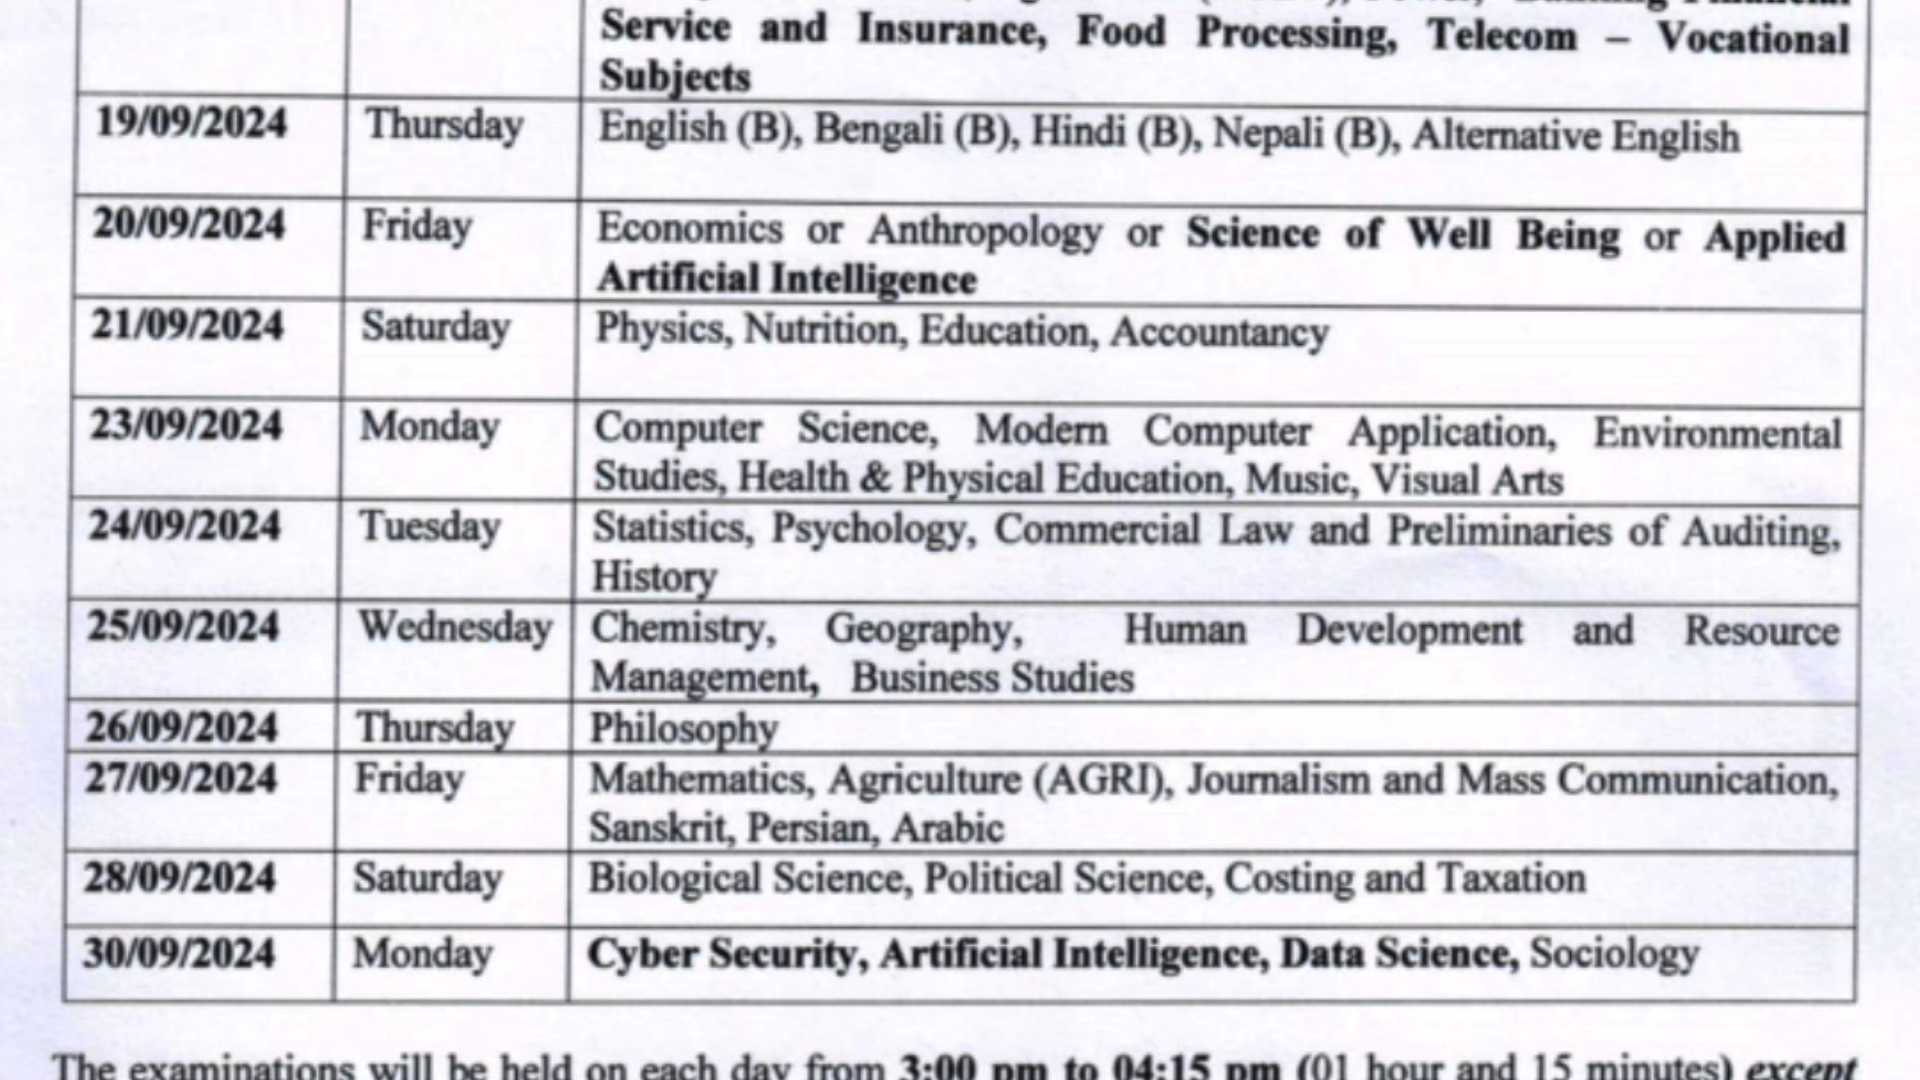 Service and Insurance, Food Processing, Telecom – Vocational
Subjects
19/09/2024 Thursday English (B), Bengali (B), Hindi (B), Nepali (B), Alternative English
20/09/2024 Friday Economics or Anthropology or Science of Well Being or Applied
Artificial Intelligence
21/09/2024 Saturday Physics, Nutrition, Education, Accountancy
23/09/2024 Monday Computer Science, Modern Computer Application, Environmental
Studies, Health & Physical Education, Music, Visual Arts
24/09/2024 Tuesday Statistics, Psychology, Commercial Law and Preliminaries of Auditing,
History
25/09/2024 Wednesday Chemistry, Geography, Human Development and Resource
Management, Business Studies
26/09/2024 Thursday Philosophy
27/09/2024 Friday Mathematics, Agriculture (AGRI), Journalism and Mass Communication,
Sanskrit, Persian, Arabic
28/09/2024 Saturday Biological Science, Political Science, Costing and Taxation
30/09/2024 Monday Cyber Security, Artificial Intelligence, Data Science, Sociology
The examinations will be held on each day from 3:00 pm to 04:15 pm (01 hour and 15 minutes) except